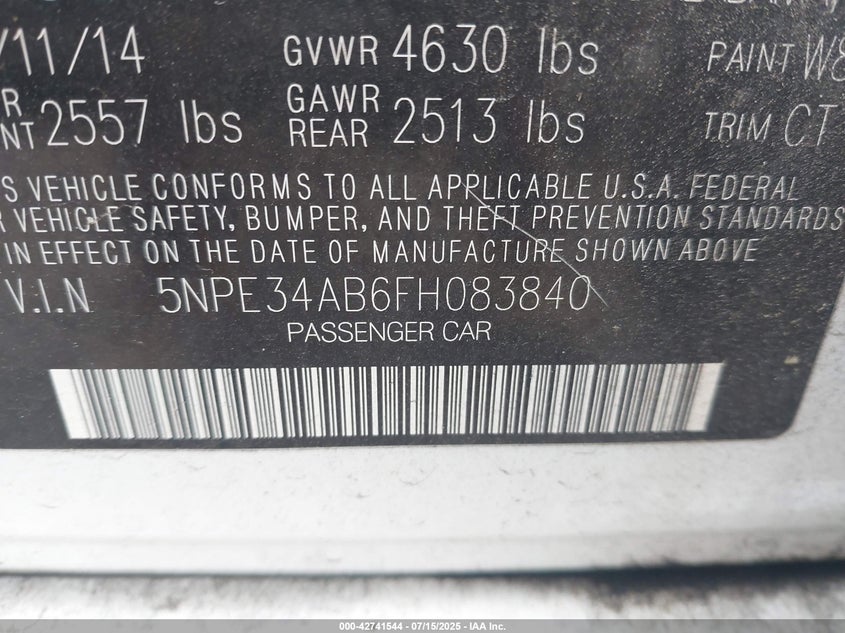 /11/14 GVWR 4630 lbs PAINT W8
R NT 2557 lbs GAWR REAR 2513 lbs TRIM CT
S VEHICLE CONFORMS TO ALL APPLICABLE U.S.A. FEDERAL
R VEHICLE SAFETY, BUMPER, AND THEFT PREVENTION STANDARDS
IN EFFECT ON THE DATE OF MANUFACTURE SHOWN ABOVE
V.I.N 5NPE34AB6FH083840
PASSENGER CAR
000-42741544 - 07/15/2025 - IAA Inc.